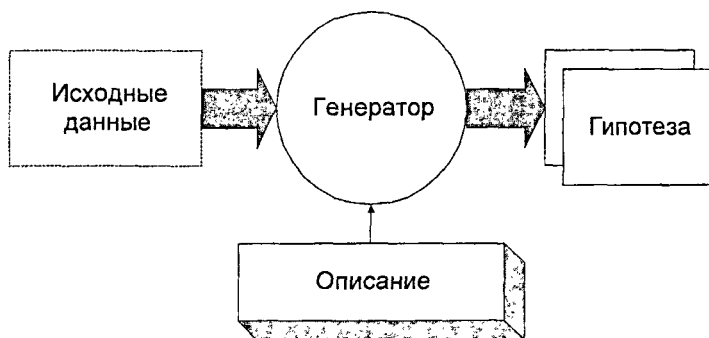 Исходные
данные
Генератор
Гипотеза
Описание